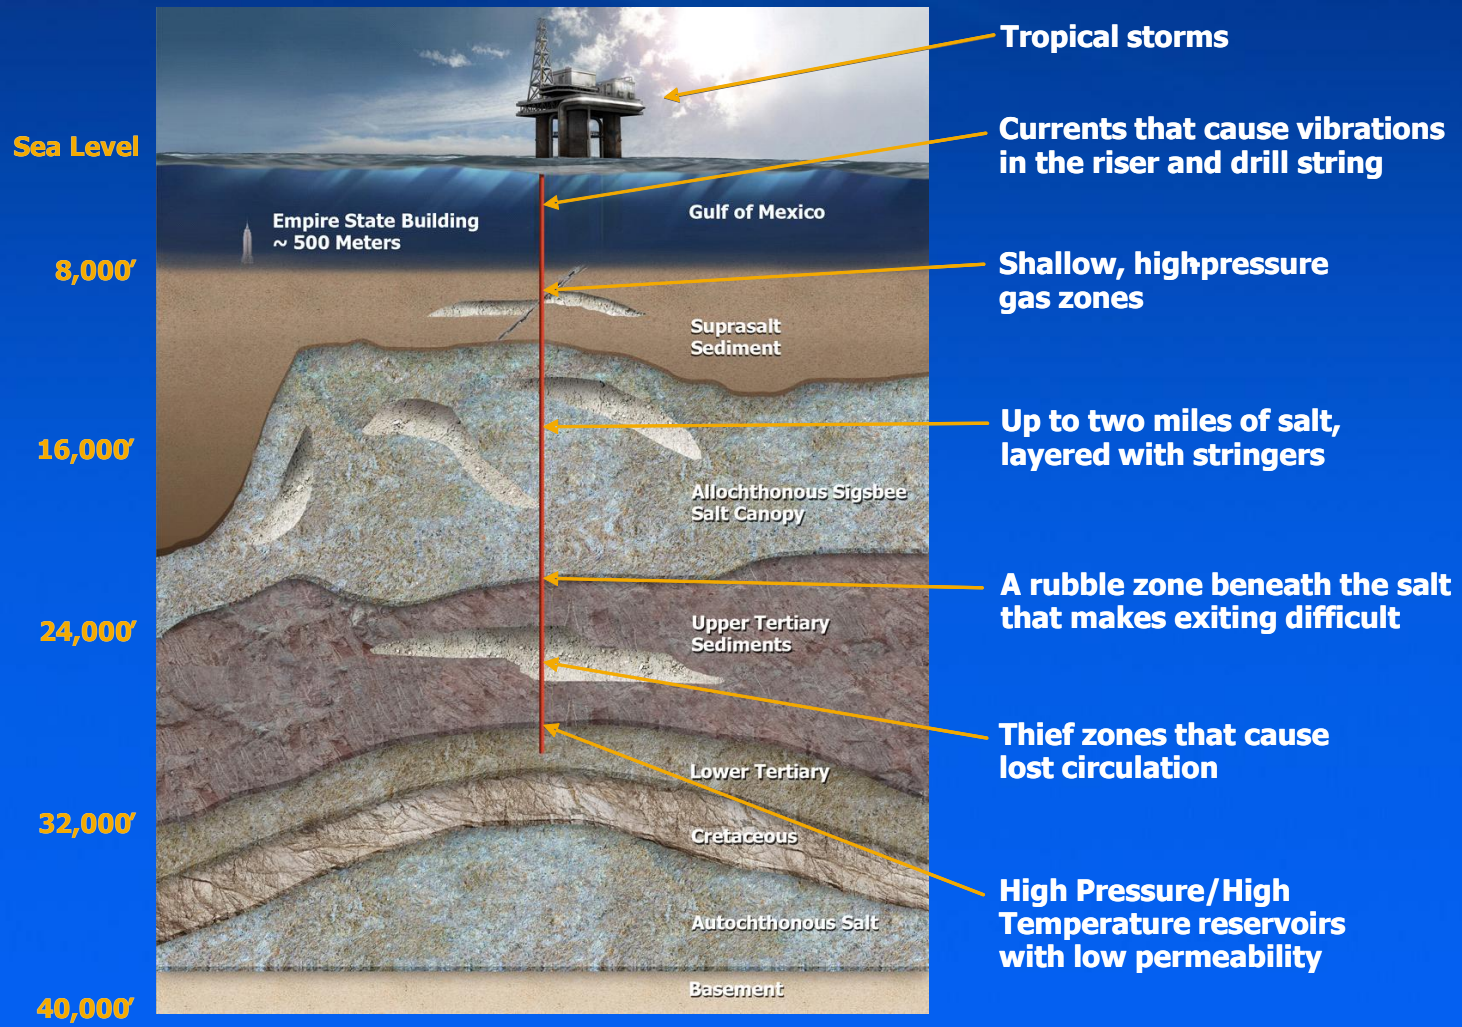 Tropical storms
Sea Level
Currents that cause vibrations
in the riser and drill string
Empire State Building
~ 500 Meters
Gulf of Mexico
8,000'
Shallow, high-pressure
gas zones
Suprasalt
Sediment
16,000'
Up to two miles of salt,
layered with stringers
Allochthonous Sigsbee
Salt Canopy
24,000'
A rubble zone beneath the salt
that makes exiting difficult
Upper Tertiary
Sediments
Thief zones that cause
lost circulation
Lower Tertiary
32,000'
Cretaceous
High Pressure/High
Temperature reservoirs
with low permeability
Autochthonous Salt
Basement
40,000'